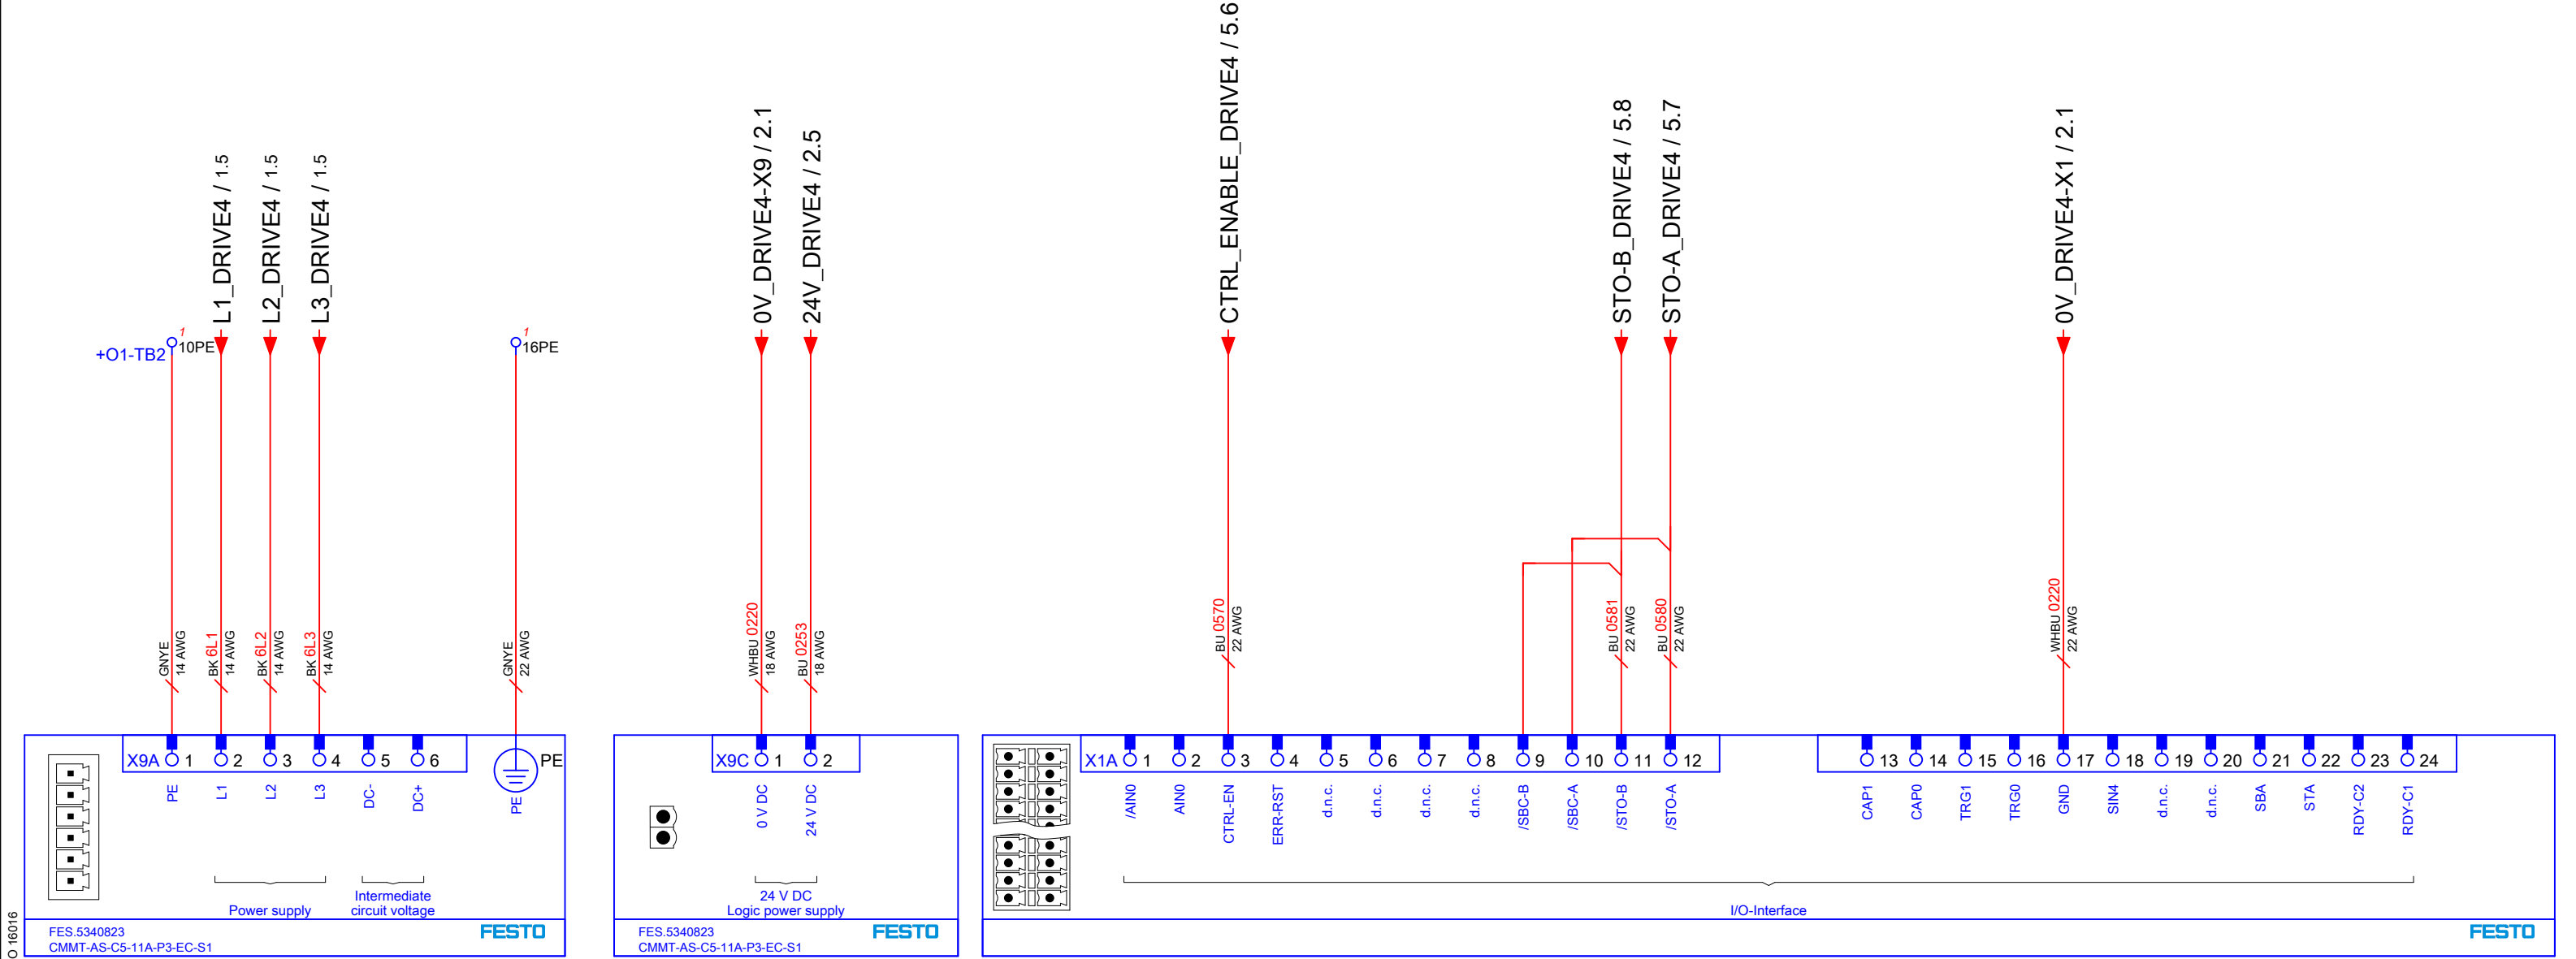 L1_DRIVE4 / 1.5
L2_DRIVE4 / 1.5
L3_DRIVE4 / 1.5
0V_DRIVE4-X9 / 2.1
24V_DRIVE4 / 2.5
CTRL_ENABLE_DRIVE4 / 5.6
STO-B_DRIVE4 / 5.8
STO-A_DRIVE4 / 5.7
0V_DRIVE4-X1 / 2.1
+O1-TB2
1
10PE
1
16PE
GNYE
14 AWG
BK 6L1
14 AWG
BK 6L2
14 AWG
BK 6L3
14 AWG
GNYE
22 AWG
WHBU 0220
18 AWG
BU 0253
18 AWG
BU 0570
22 AWG
BU 0581
22 AWG
BU 0580
22 AWG
WHBU 0220
22 AWG
X9A 1 2 3 4 5 6
PE
PE
L1
L2
L3
DC-
DC+
PE
Power supply
Intermediate
circuit voltage
FES.5340823
CMMT-AS-C5-11A-P3-EC-S1
FESTO
X9C 1 2
0 V DC
24 V DC
24 V DC
Logic power supply
FES.5340823
CMMT-AS-C5-11A-P3-EC-S1
FESTO
X1A 1 2 3 4 5 6 7 8 9 10 11 12
13 14 15 16 17 18 19 20 21 22 23 24
/AIN0
AIN0
CTRL-EN
ERR-RST
d.n.c.
d.n.c.
d.n.c.
d.n.c.
/SBC-B
/SBC-A
/STO-B
/STO-A
CAP1
CAP0
TRG1
TRG0
GND
SIN4
d.n.c.
d.n.c.
SBA
STA
RDY-C2
RDY-C1
I/O-Interface
FESTO
O 16016